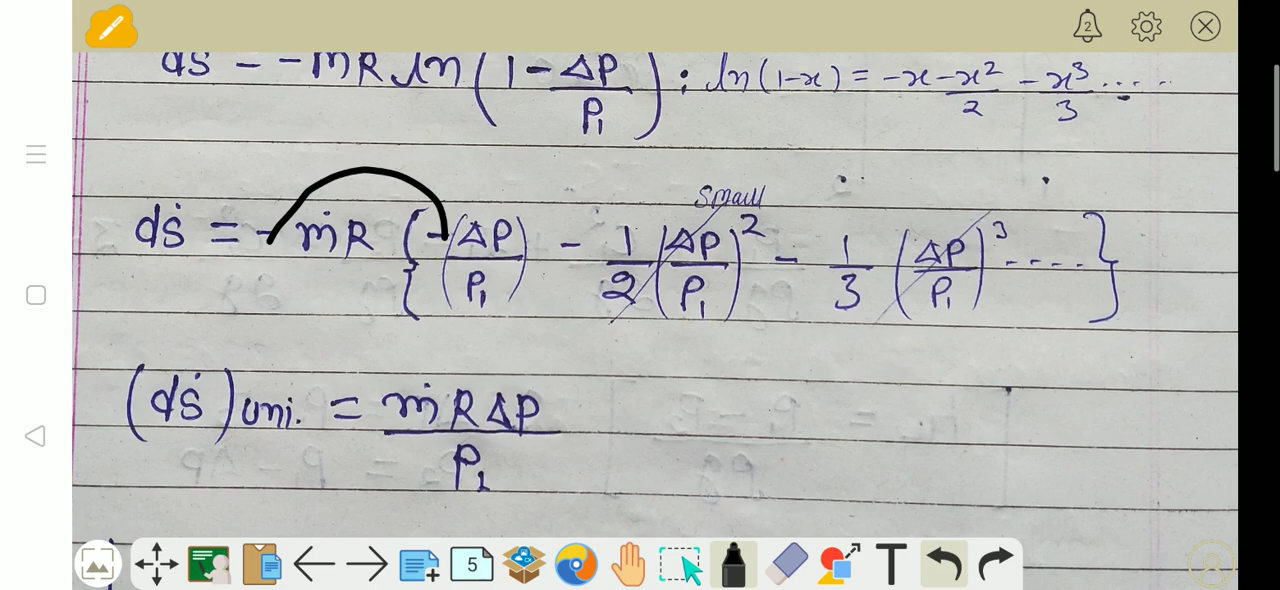 dṡ = -ṁR ln(1 - ΔP/P₁) ; ln(1-x) = -x - x²/2 - x³/3 ....
small
dṡ = -ṁR {-(ΔP/P₁) - 1/2 (ΔP/P₁)² - 1/3 (ΔP/P₁)³ ....}
(dṡ)uni. = ṁRΔP/P₁
2
5
T